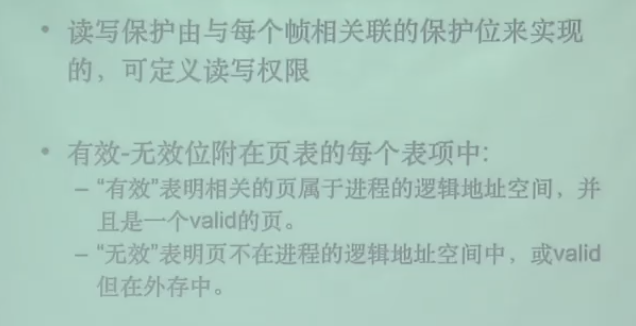 • 读写保护由与每个帧相关联的保护位来实现
的，可定义读写权限
• 有效-无效位附在页表的每个表项中:
– “有效”表明相关的页属于进程的逻辑地址空间，并
且是一个valid的页。
– “无效”表明页不在进程的逻辑地址空间中，或valid
但在外存中。